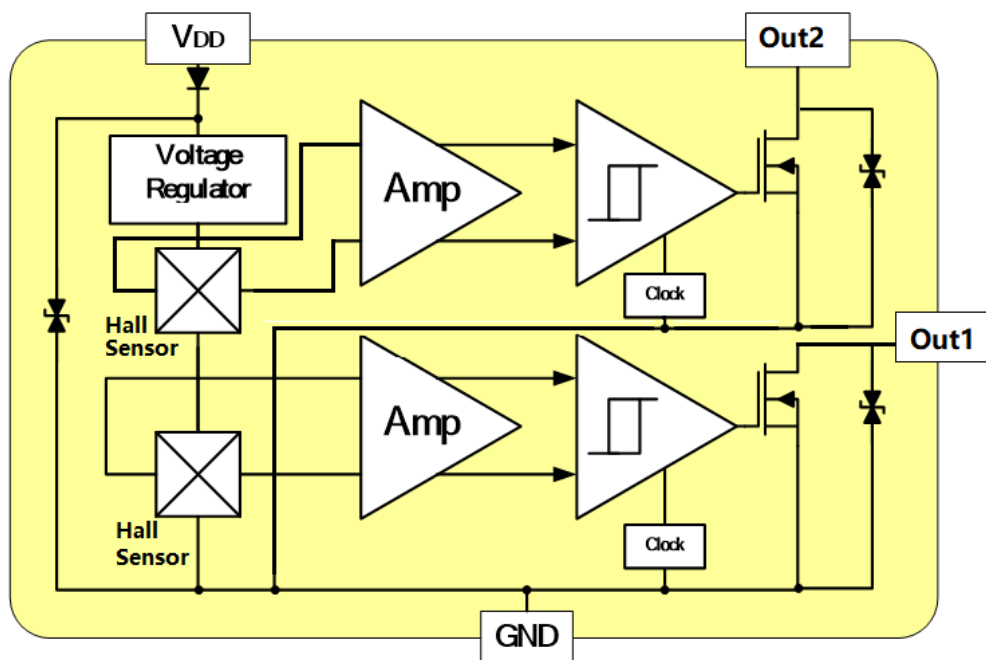 VDD
Out2
Voltage
Regulator
Amp
Clock
Hall
Sensor
Out1
Amp
Hall
Sensor
Clock
GND